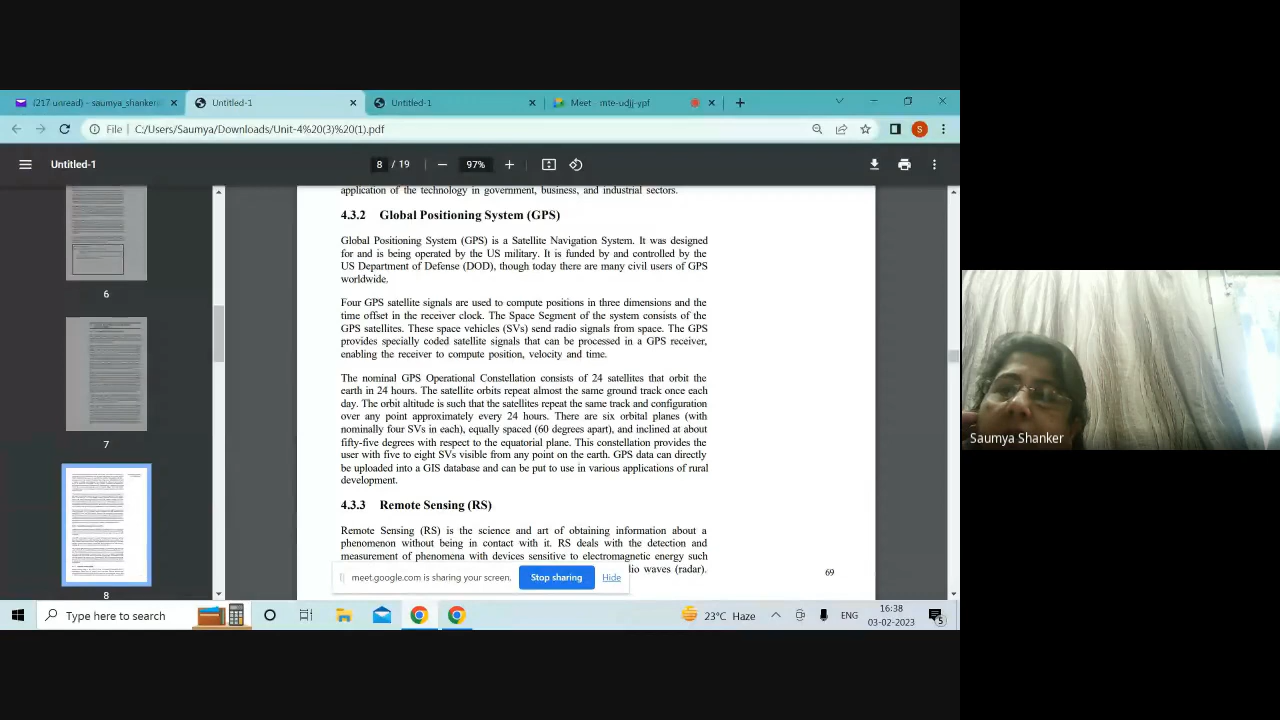 (217 unread) - saumya_shanker
Untitled-1
Untitled-1
Meet - mte-udjj-ypf
File
C:/Users/Saumya/Downloads/Unit-4%20(3)%20(1).pdf
S
Untitled-1
8 / 19
97%
6
7
8
application of the technology in government, business, and industrial sectors.
4.3.2 Global Positioning System (GPS)
Global Positioning System (GPS) is a Satellite Navigation System. It was designed
for and is being operated by the US military. It is funded by and controlled by the
US Department of Defense (DOD), though today there are many civil users of GPS
worldwide.
Four GPS satellite signals are used to compute positions in three dimensions and the
time offset in the receiver clock. The Space Segment of the system consists of the
GPS satellites. These space vehicles (SVs) send radio signals from space. The GPS
provides specially coded satellite signals that can be processed in a GPS receiver,
enabling the receiver to compute position, velocity and time.
The nominal GPS Operational Constellation consists of 24 satellites that orbit the
earth in 24 hours. The satellite orbits repeat almost the same ground track once each
day. The orbit altitude is such that the satellites repeat the same track and configuration
over any point approximately every 24 hours. There are six orbital planes (with
nominally four SVs in each), equally spaced (60 degrees apart), and inclined at about
fifty-five degrees with respect to the equatorial plane. This constellation provides the
user with five to eight SVs visible from any point on the earth. GPS data can directly
be uploaded into a GIS database and can be put to use in various applications of rural
development.
4.3.3 Remote Sensing (RS)
Remote Sensing (RS) is the science and art of obtaining information about a
phenomenon without being in contact with it. RS deals with the detection and
measurement of phenomena with devices sensitive to electromagnetic energy such
lio waves (radar).
69
meet.google.com is sharing your screen.
Stop sharing
Hide
Saumya Shanker
Type here to search
23°C Haze
ENG
16:38
03-02-2023
5